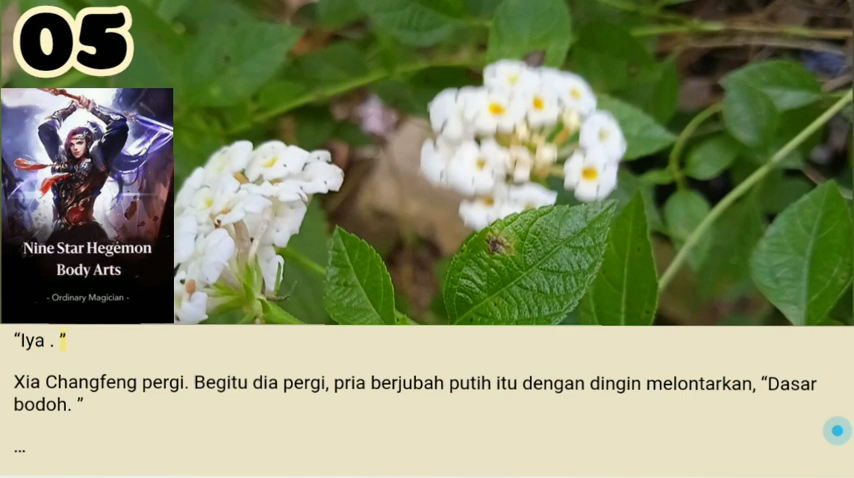 05
Nine Star Hegemon
Body Arts
- Ordinary Magician -
“Iya . ”
Xia Changfeng pergi. Begitu dia pergi, pria berjubah putih itu dengan dingin melontarkan, “Dasar
bodoh. ”
...